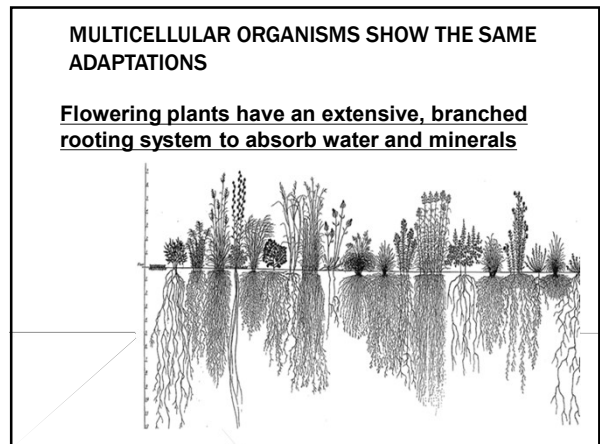 MULTICELLULAR ORGANISMS SHOW THE SAME
ADAPTATIONS
Flowering plants have an extensive, branched
rooting system to absorb water and minerals